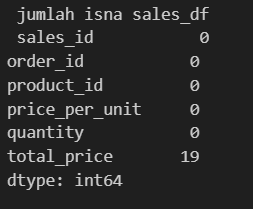 jumlah isna sales_df
sales_id 0
order_id 0
product_id 0
price_per_unit 0
quantity 0
total_price 19
dtype: int64